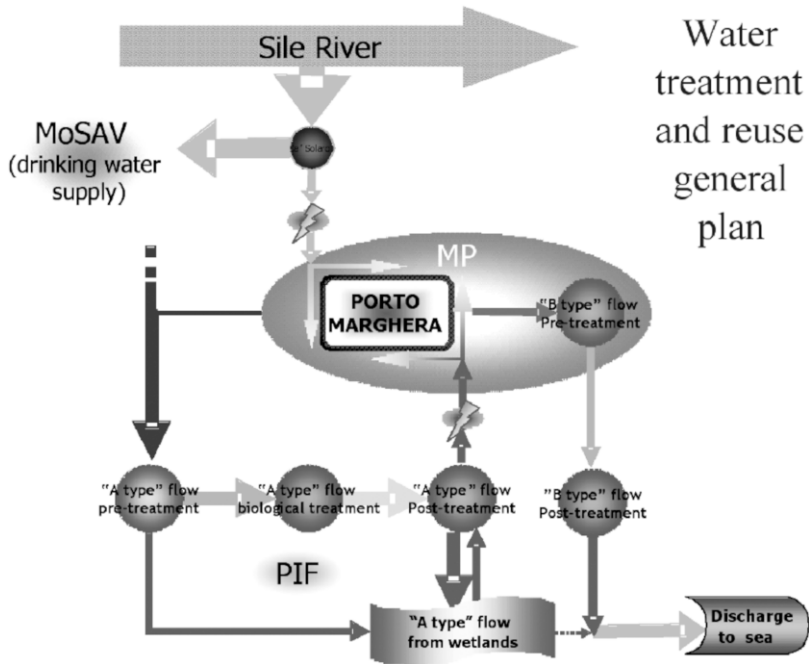 Sile River
Water
treatment
and reuse
general
plan
MoSAV
(drinking water
supply)
MP
PORTO
MARGHERA
"B type" flow
Pre-treatment
"A type" flow
pre-treatment
"A type" flow
biological treatment
"A type" flow
Post-treatment
"B type" flow
Post-treatment
PIF
"A type" flow
from wetlands
Discharge
to sea